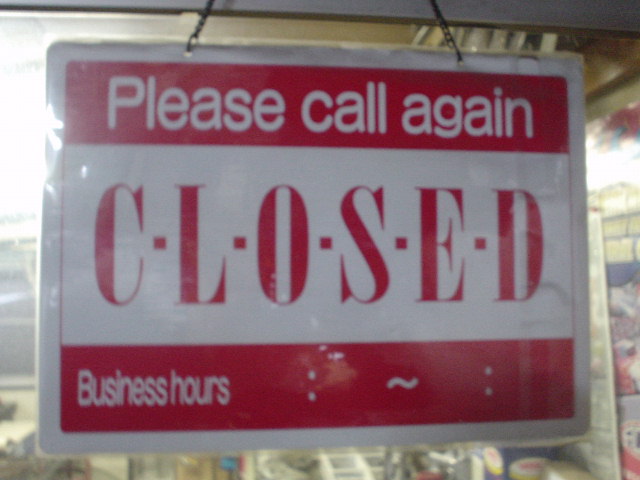 Please call again
C·L·O·S·E·D
Business hours : ~ :